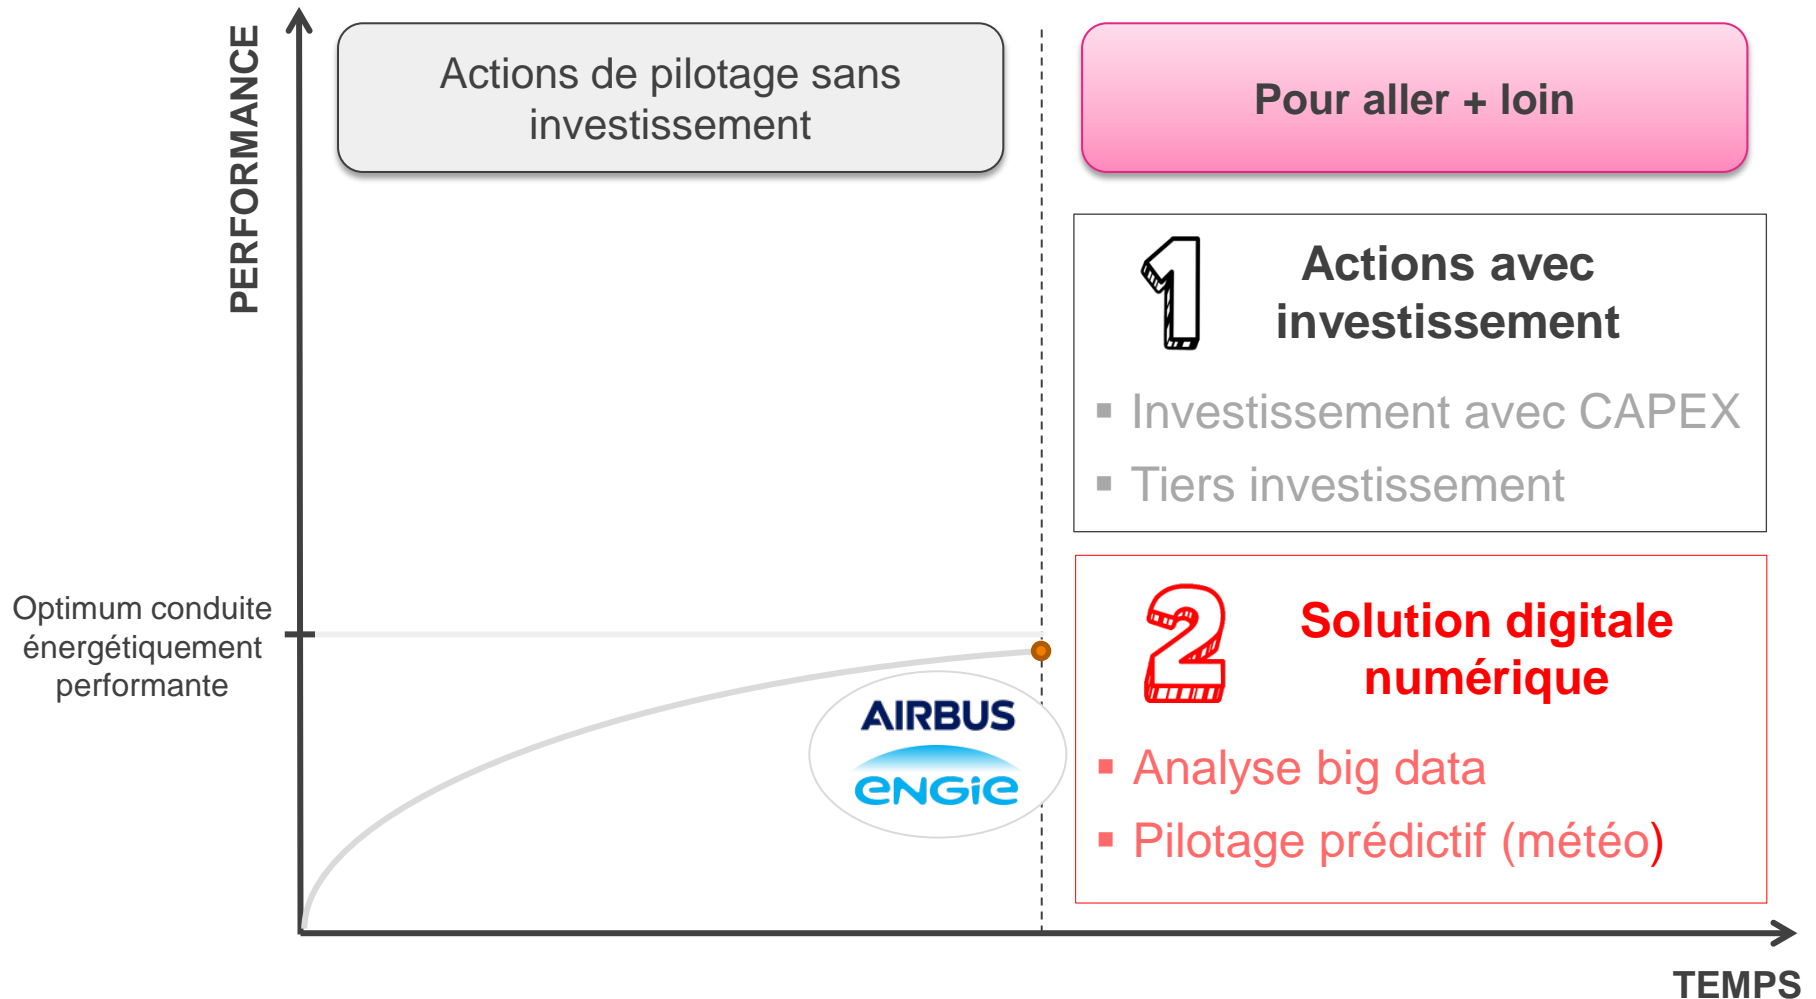 PERFORMANCE
Actions de pilotage sans
investissement
Pour aller + loin
1
Actions avec
investissement
▪ Investissement avec CAPEX
▪ Tiers investissement
Optimum conduite
énergétiquement
performante
AIRBUS
ENGIE
2
Solution digitale
numérique
▪ Analyse big data
▪ Pilotage prédictif (météo)
TEMPS